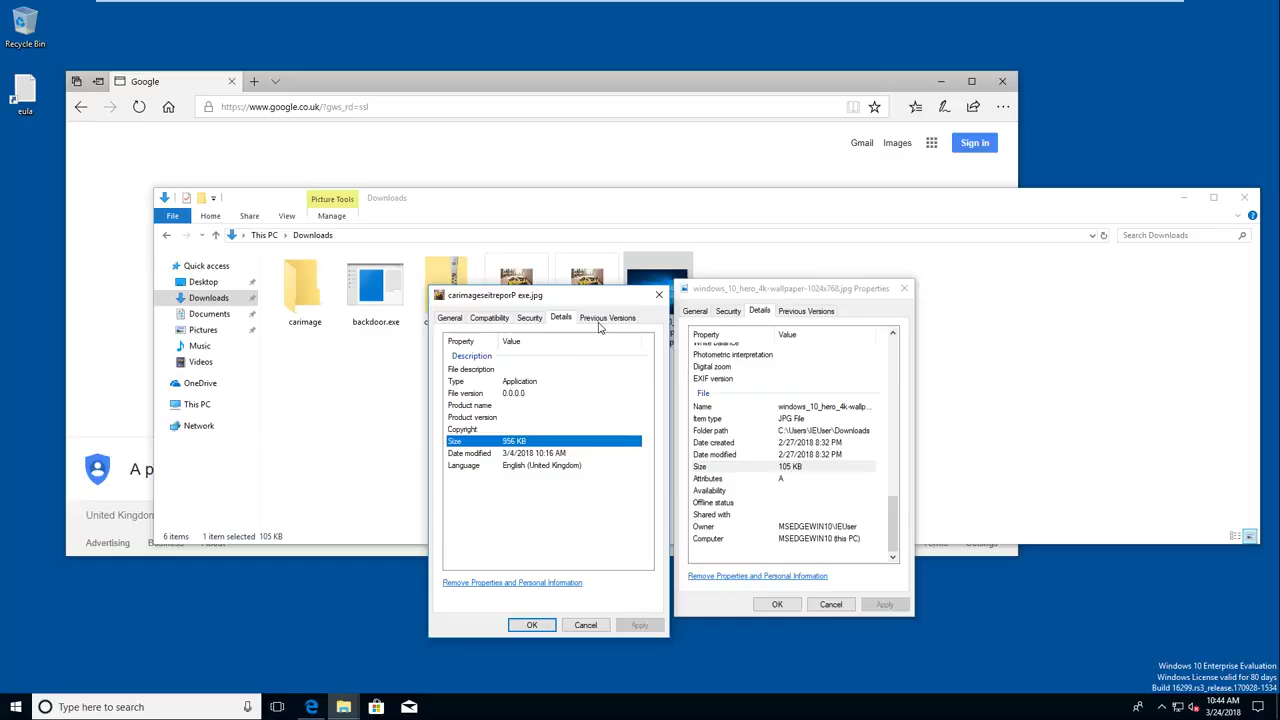 Recycle Bin
eula
Google
https://www.google.co.uk/?gws_rd=ssl
Gmail
Images
Sign in
Picture Tools
Downloads
File
Home
Share
View
Manage
This PC
Downloads
Search Downloads
Quick access
Desktop
Downloads
Documents
Pictures
Music
Videos
OneDrive
This PC
Network
carimage
backdoor.exe
6 items
1 item selected
105 KB
A p
United Kingdom
Advertising
carimageseitreporP exe.jpg
General
Compatibility
Security
Details
Previous Versions
Property
Value
Description
File description
Type
Application
File version
0.0.0.0
Product name
Product version
Copyright
Size
956 KB
Date modified
3/4/2018 10:16 AM
Language
English (United Kingdom)
Remove Properties and Personal Information
OK
Cancel
Apply
windows_10_hero_4k-wallpaper-1024x768.jpg Properties
General
Security
Details
Previous Versions
Property
Value
White balance
Photometric interpretation
Digital zoom
EXIF version
File
Name
windows_10_hero_4k-wallp...
Item type
JPG File
Folder path
C:\Users\IEUser\Downloads
Date created
2/27/2018 8:32 PM
Date modified
2/27/2018 8:32 PM
Size
105 KB
Attributes
A
Availability
Offline status
Shared with
Owner
MSEDGEWIN10\IEUser
Computer
MSEDGEWIN10 (this PC)
Remove Properties and Personal Information
OK
Cancel
Apply
Windows 10 Enterprise Evaluation
Windows License valid for 80 days
Build 16299.rs3_release.170928-1534
Type here to search
10:44 AM
3/24/2018